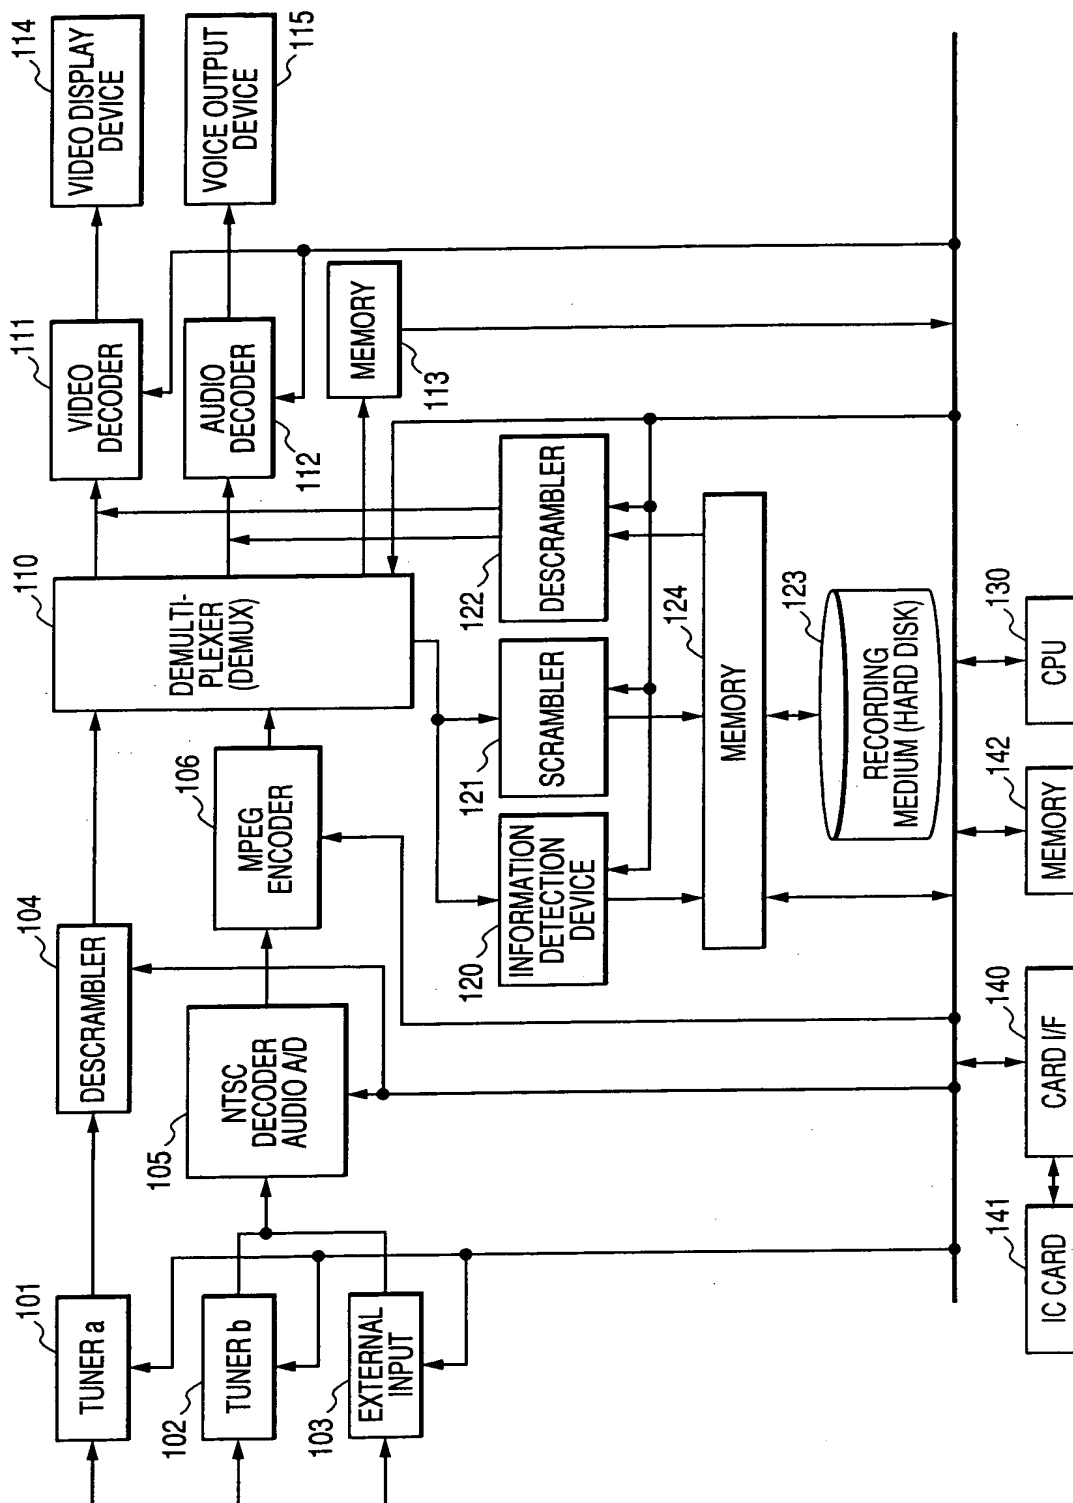 101
TUNER a
102
TUNER b
103
EXTERNAL
INPUT
104
DESCRAMBLER
105
NTSC
DECODER
AUDIO A/D
106
MPEG
ENCODER
110
DEMULTI-
PLEXER
(DEMUX)
111
VIDEO
DECODER
AUDIO
DECODER
112
MEMORY
113
114
VIDEO DISPLAY
DEVICE
VOICE OUTPUT
DEVICE
115
120
INFORMATION
DETECTION
DEVICE
121
SCRAMBLER
122
DESCRAMBLER
124
MEMORY
123
RECORDING
MEDIUM (HARD DISK)
141
IC CARD
140
CARD I/F
142
MEMORY
130
CPU